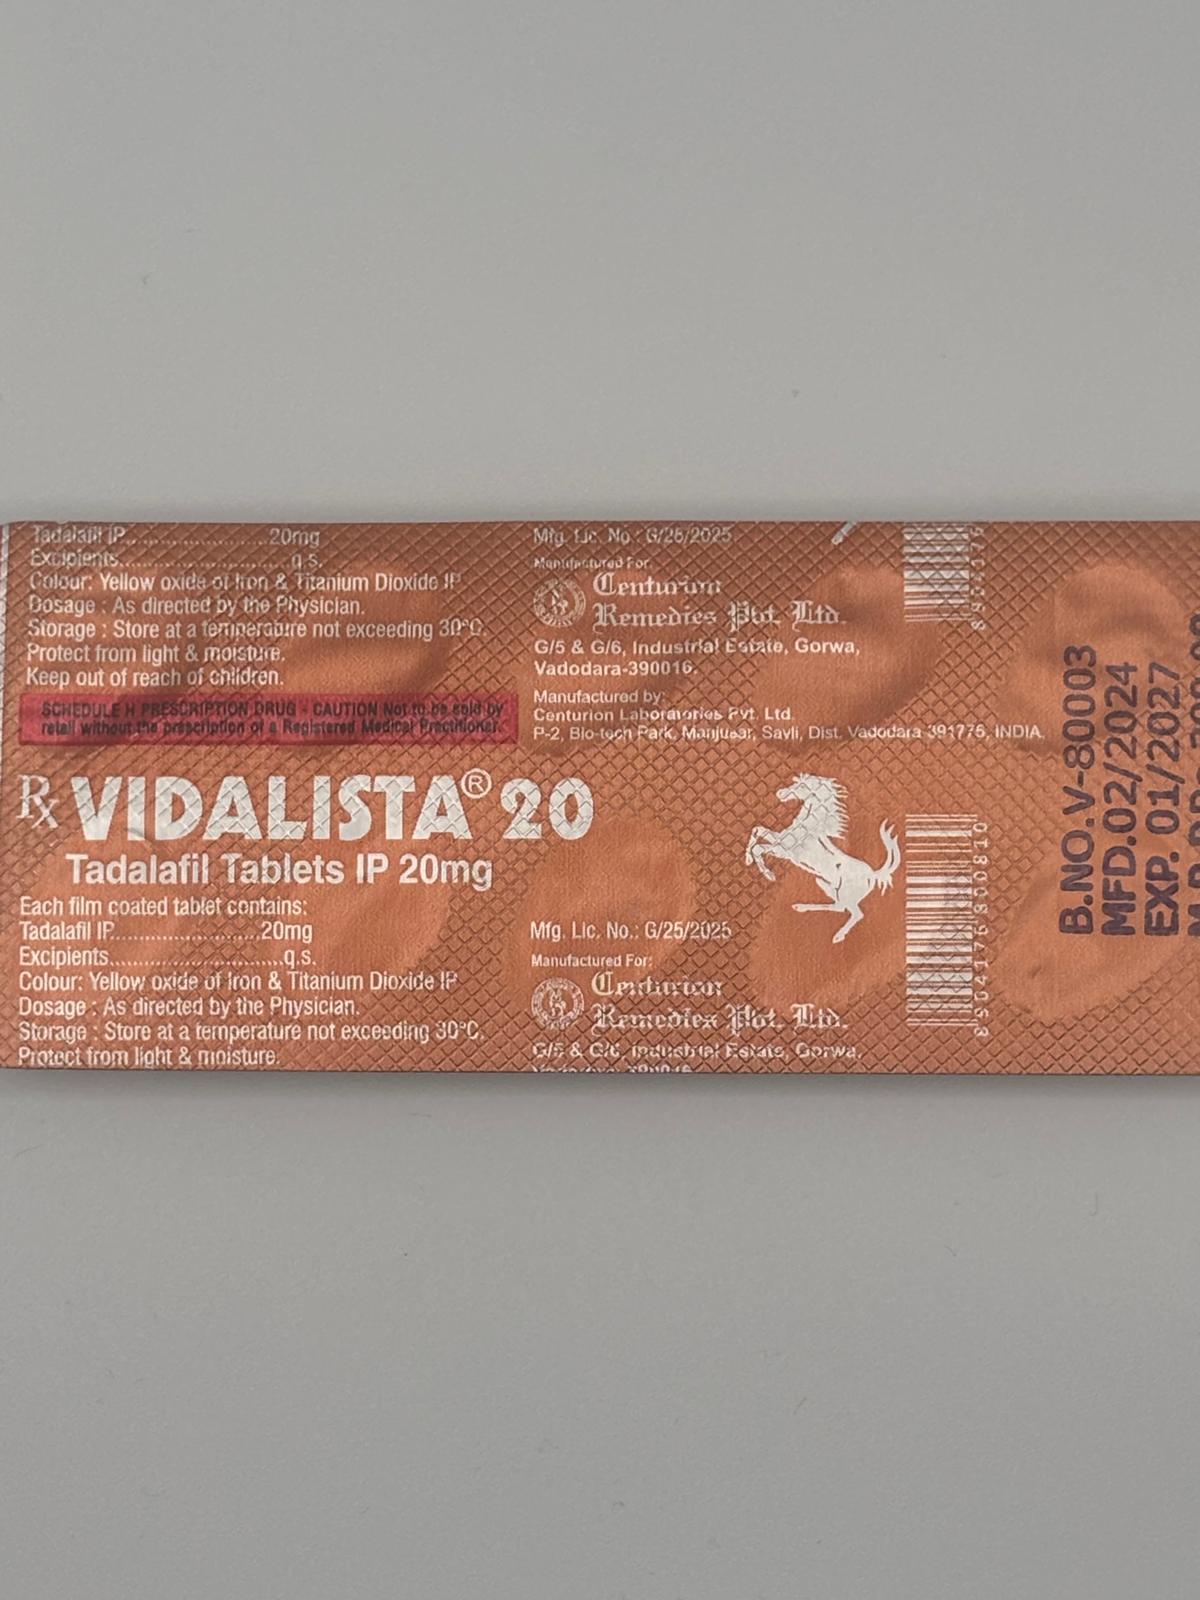 Tadalafil IP........................20mg
Excipients.............................q.s.
Colour: Yellow oxide of Iron & Titanium Dioxide IP
Dosage : As directed by the Physician.
Storage : Store at a temperature not exceeding 30°C.
Protect from light & moisture.
Keep out of reach of children.
SCHEDULE H PRESCRIPTION DRUG - CAUTION Not to be sold by
retail without the prescription of a Registered Medical Practitioner.
Mfg. Lic. No.: G/25/2025
Manufactured For:
Centurion
Remedies Pvt. Ltd.
G/5 & G/6, Industrial Estate, Gorwa,
Vadodara-390016.
Manufactured by:
Centurion Laboratories Pvt. Ltd.
P-2, Bio-tech Park, Manjusar, Savli, Dist. Vadodara-391775, INDIA.
8904176
Rx VIDALISTA® 20
Tadalafil Tablets IP 20mg
Each film coated tablet contains:
Tadalafil IP........................20mg
Excipients.............................q.s.
Colour: Yellow oxide of Iron & Titanium Dioxide IP
Dosage : As directed by the Physician.
Storage : Store at a temperature not exceeding 30°C.
Protect from light & moisture.
Mfg. Lic. No.: G/25/2025
Manufactured For:
Centurion
Remedies Pvt. Ltd.
G/5 & G/6, Industrial Estate, Gorwa,
Vadodara-390016
8904176900810
B.NO.V-80003
MFD.02/2024
EXP. 01/2027